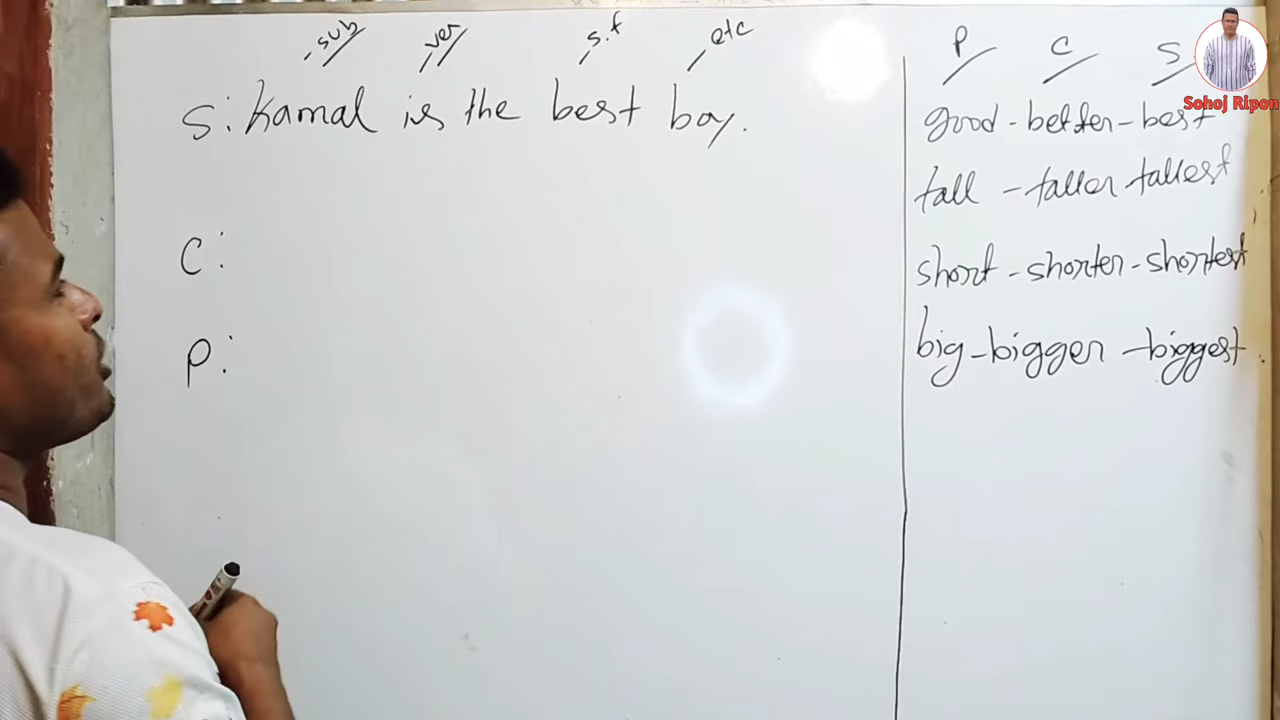 sub ver s.f etc
S: Kamal is the best boy.
C:
P:
P C S
good - better - best
tall - taller tallest
short - shorter - shortest
big - bigger - biggest
Sohoj Ripon